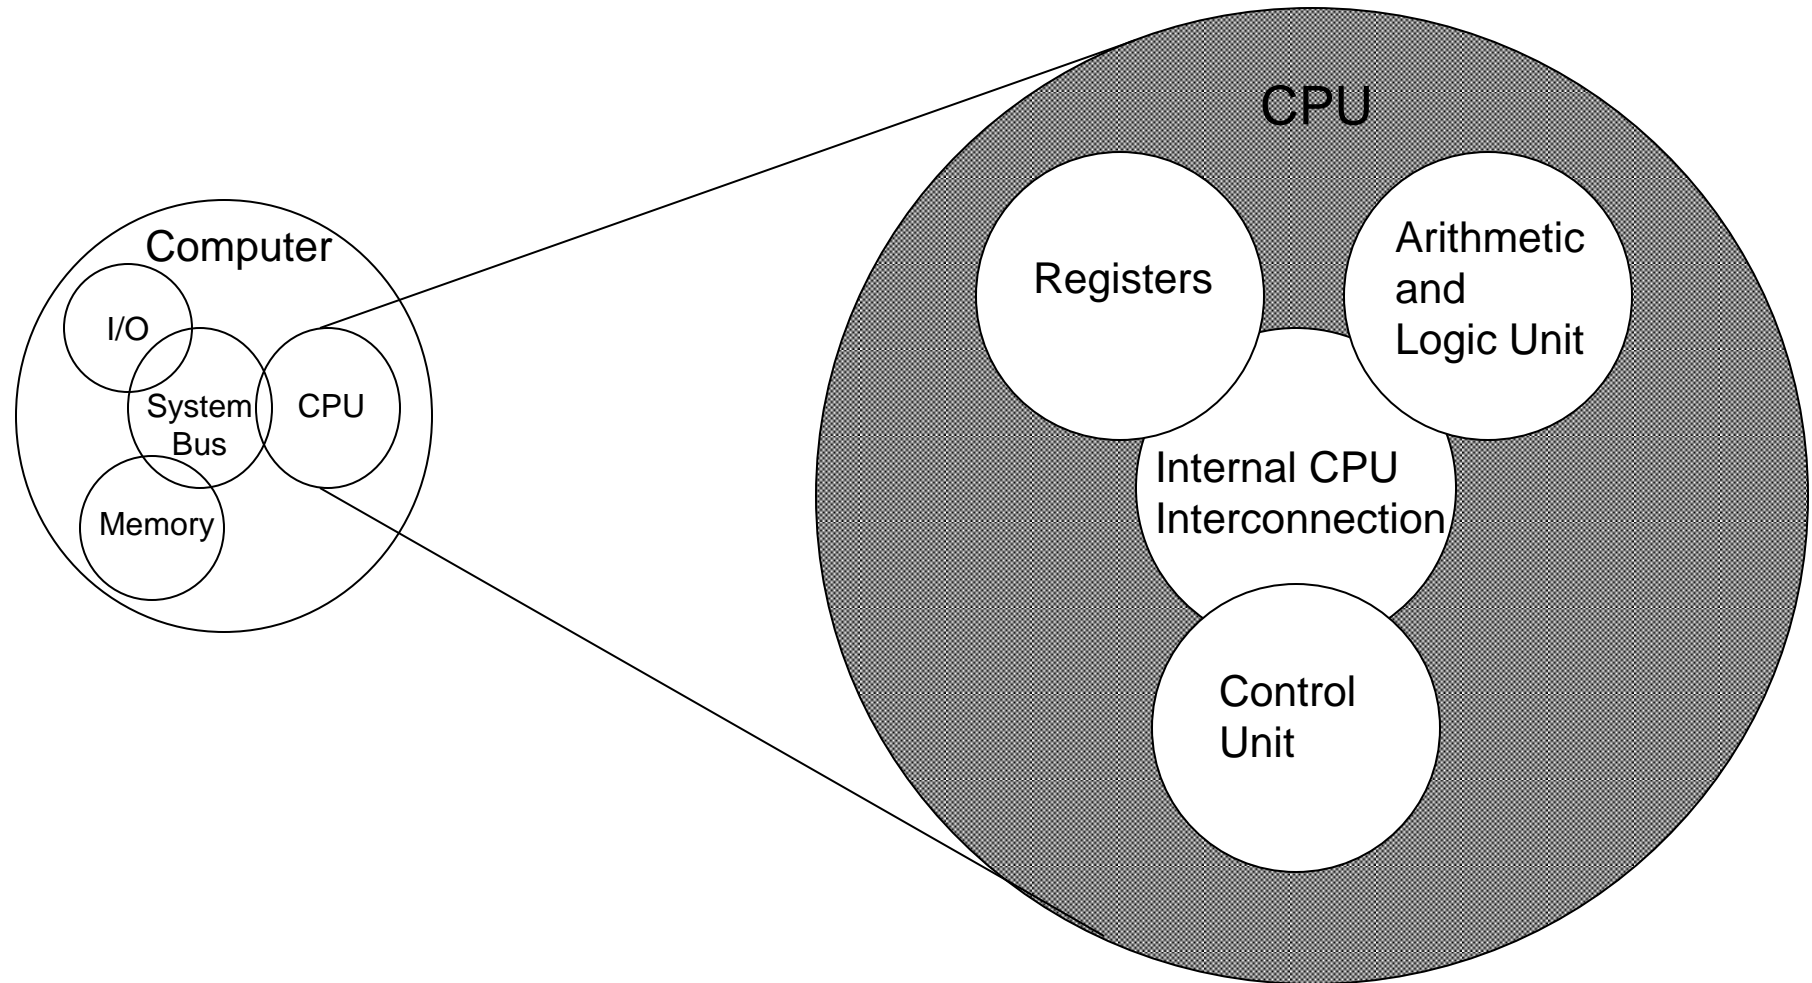 Computer
I/O
System
Bus
CPU
Memory
CPU
Registers
Arithmetic
and
Logic Unit
Internal CPU
Interconnection
Control
Unit